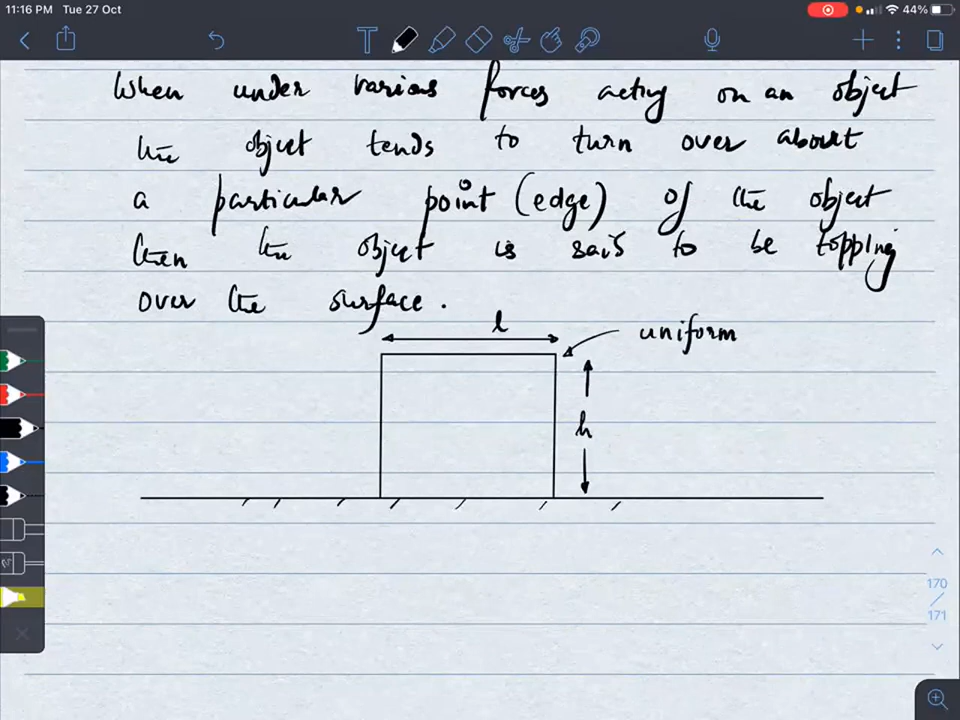 11:16 PM Tue 27 Oct
44%
When under various forces acting on an object
the object tends to turn over about
a particular point (edge) of the object
then the object is said to be topping
over the surface.
l
uniform
h
170
/
171